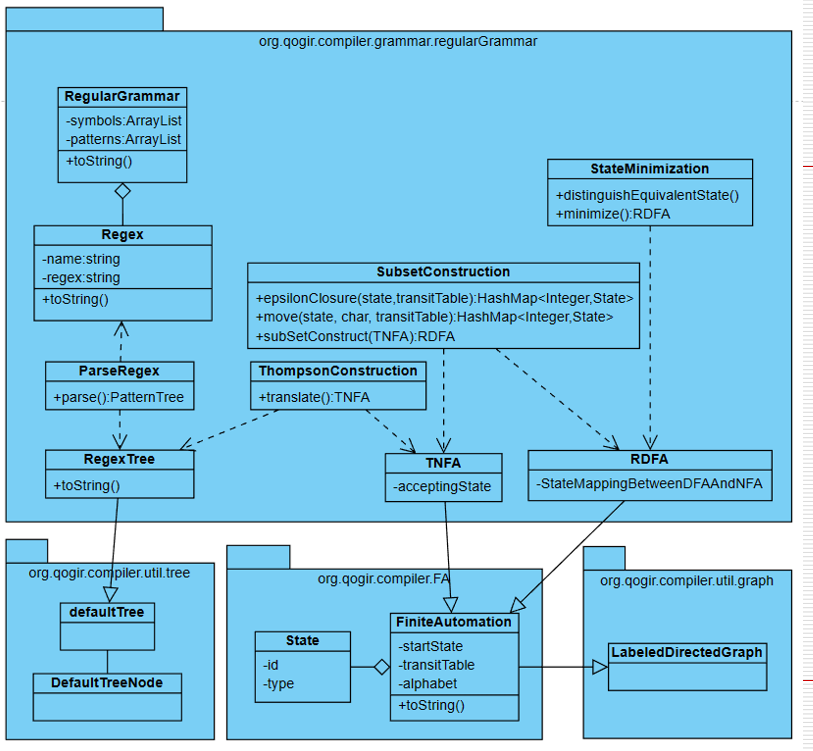 org.qogir.compiler.grammar.regularGrammar
RegularGrammar
-symbols:ArrayList
-patterns:ArrayList
+toString()
StateMinimization
+distinguishEquivalentState()
+minimize():RDFA
Regex
-name:string
-regex:string
+toString()
SubsetConstruction
+epsilonClosure(state,transitTable):HashMap<Integer,State>
+move(state, char, transitTable):HashMap<Integer,State>
+subSetConstruct(TNFA):RDFA
ParseRegex
+parse():PatternTree
ThompsonConstruction
+translate():TNFA
RegexTree
+toString()
TNFA
-acceptingState
RDFA
-StateMappingBetweenDFAAndNFA
org.qogir.compiler.util.tree
defaultTree
DefaultTreeNode
org.qogir.compiler.FA
State
-id
-type
FiniteAutomation
-startState
-transitTable
-alphabet
+toString()
org.qogir.compiler.util.graph
LabeledDirectedGraph